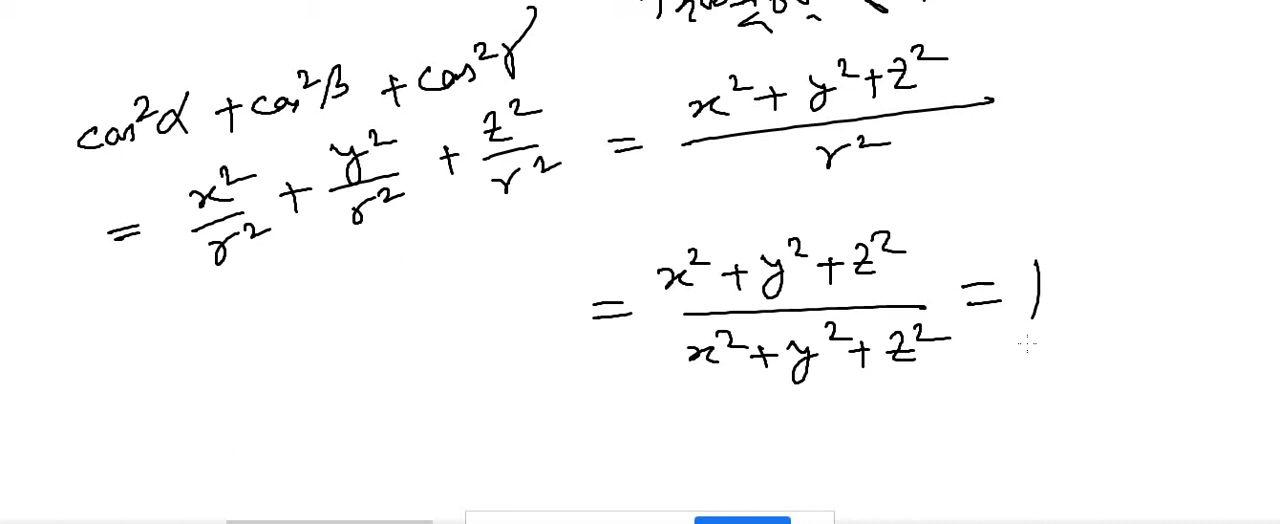 cos²α + cos²β + cos²γ
= x²/r² + y²/r² + z²/r² = (x² + y² + z²)/r²
= (x² + y² + z²)/(x² + y² + z²) = 1